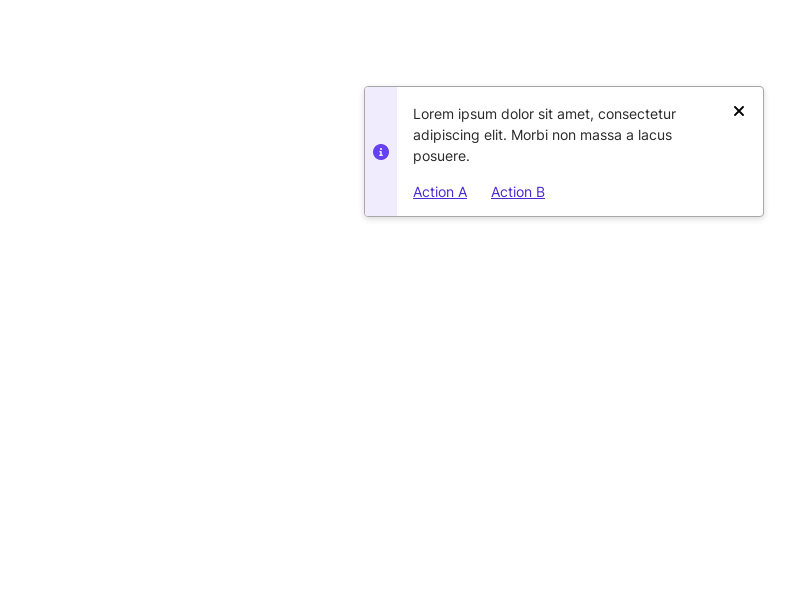 Lorem ipsum dolor sit amet, consectetur
adipiscing elit. Morbi non massa a lacus
posuere.
Action A Action B